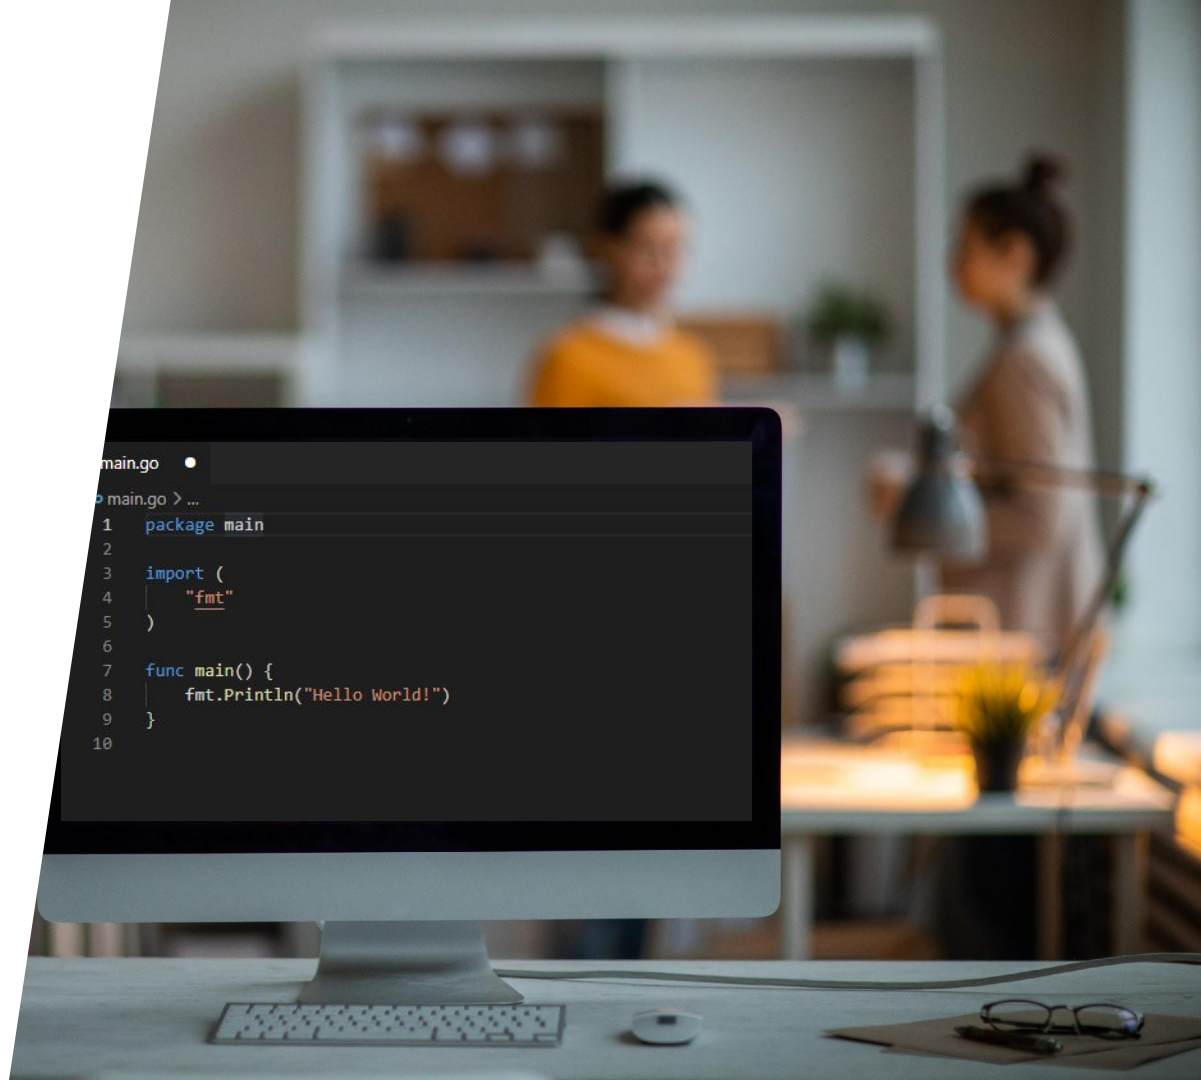 main.go
main.go > ...
1 package main
2
3 import (
4     "fmt"
5 )
6
7 func main() {
8     fmt.Println("Hello World!")
9 }
10